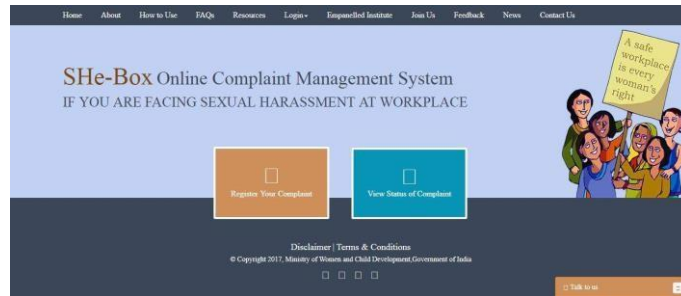 Home About How to Use FAQs Resources Login Empanelled Institute Join Us Feedback News Contact Us
SHe-Box Online Complaint Management System
IF YOU ARE FACING SEXUAL HARASSMENT AT WORKPLACE
A safe
workplace
is every
woman's
right
Register Your Complaint
View Status of Complaint
Disclaimer | Terms & Conditions
© Copyright 2017, Ministry of Women and Child Development,Government of India
Talk to us